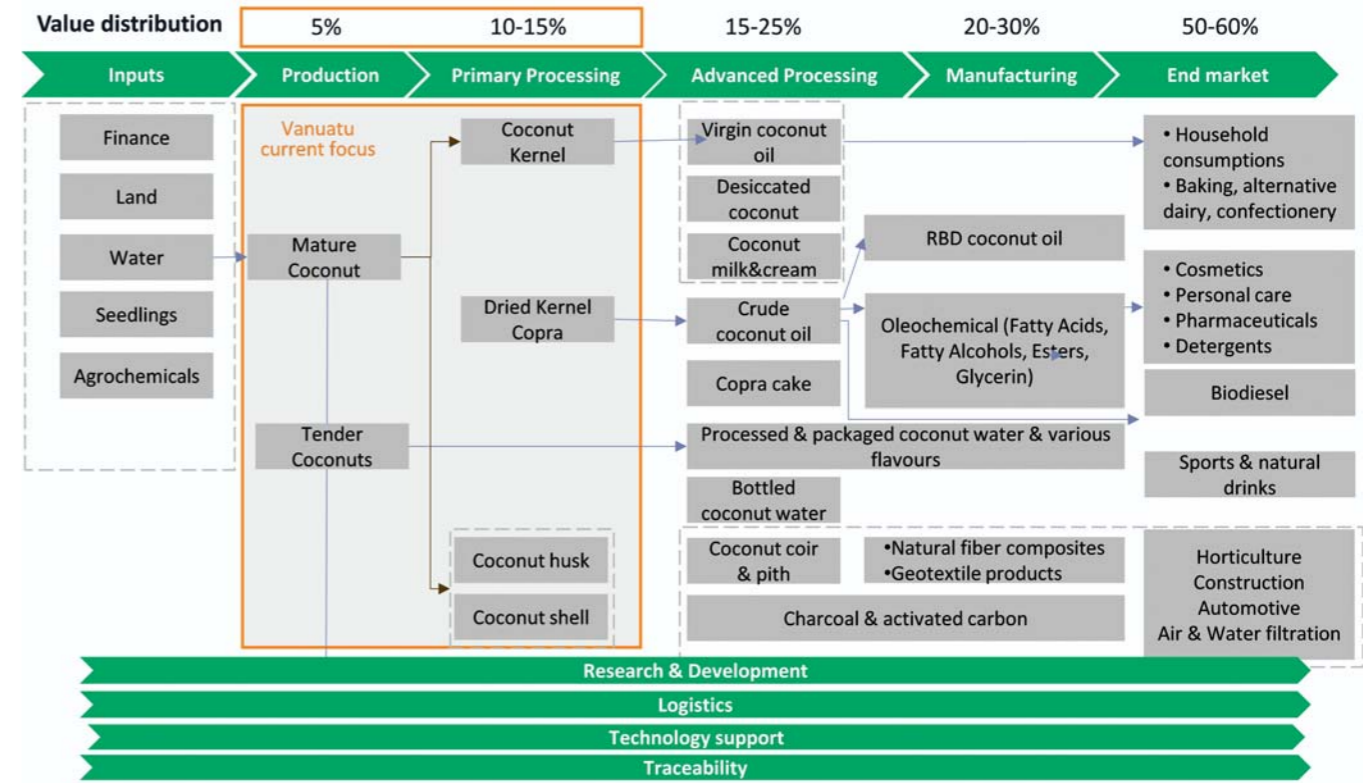 Value distribution 5% 10-15% 15-25% 20-30% 50-60%
Inputs Production Primary Processing Advanced Processing Manufacturing End market
Finance
Land
Water
Seedlings
Agrochemicals
Vanuatu
current focus
Mature
Coconut
Tender
Coconuts
Coconut
Kernel
Dried Kernel
Copra
Coconut husk
Coconut shell
Virgin coconut
oil
Desiccated
coconut
Coconut
milk&cream
Crude
coconut oil
Copra cake
Processed & packaged coconut water & various
flavours
Bottled
coconut water
Coconut coir
& pith
Charcoal & activated carbon
RBD coconut oil
Oleochemical (Fatty Acids,
Fatty Alcohols, Esters,
Glycerin)
•Natural fiber composites
•Geotextile products
• Household
consumptions
• Baking, alternative
dairy, confectionery
• Cosmetics
• Personal care
• Pharmaceuticals
• Detergents
Biodiesel
Sports & natural
drinks
Horticulture
Construction
Automotive
Air & Water filtration
Research & Development
Logistics
Technology support
Traceability